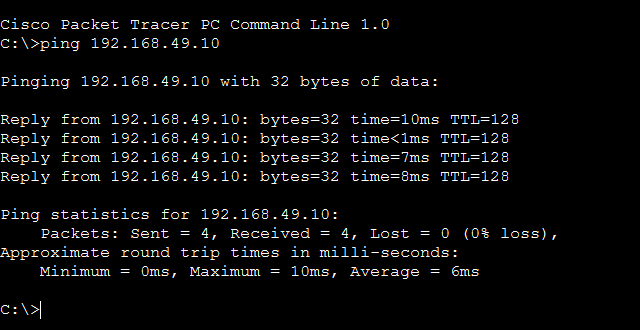 Cisco Packet Tracer PC Command Line 1.0
C:\>ping 192.168.49.10
Pinging 192.168.49.10 with 32 bytes of data:
Reply from 192.168.49.10: bytes=32 time=10ms TTL=128
Reply from 192.168.49.10: bytes=32 time<1ms TTL=128
Reply from 192.168.49.10: bytes=32 time=7ms TTL=128
Reply from 192.168.49.10: bytes=32 time=8ms TTL=128
Ping statistics for 192.168.49.10:
Packets: Sent = 4, Received = 4, Lost = 0 (0% loss),
Approximate round trip times in milli-seconds:
Minimum = 0ms, Maximum = 10ms, Average = 6ms
C:\>